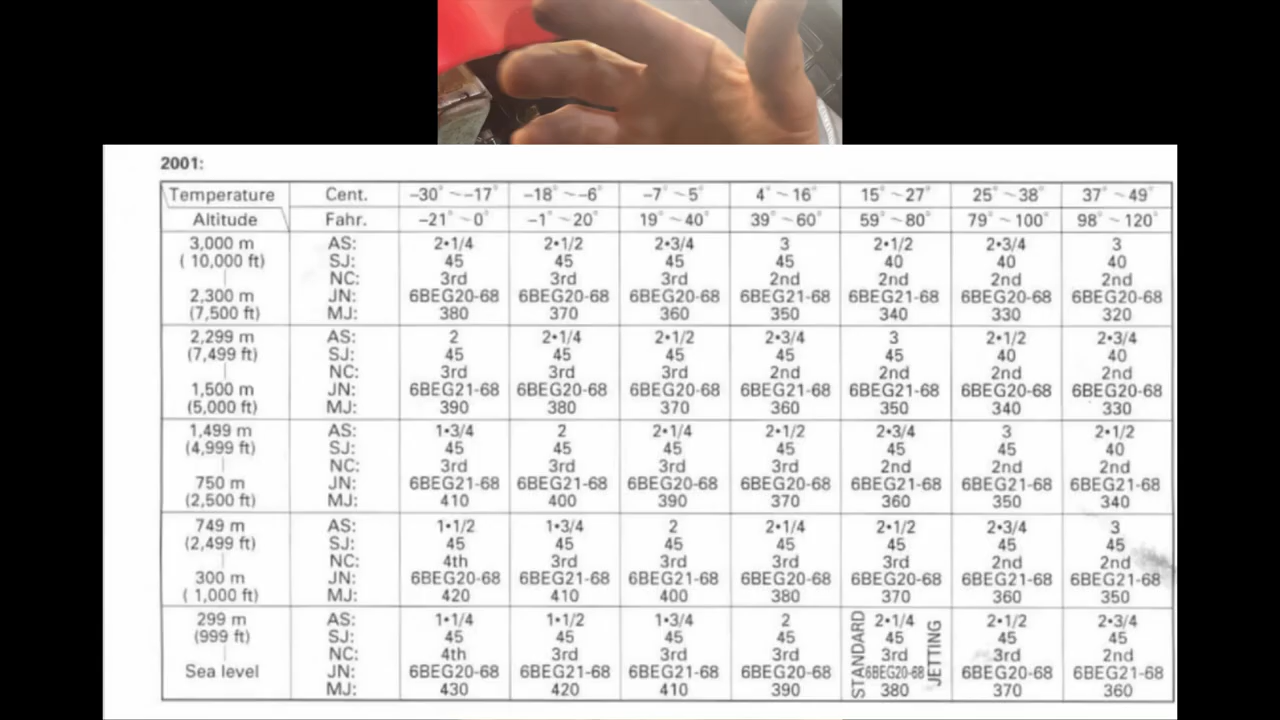 2001:
Temperature Cent. −30° ~ −17° −18° ~ −6° −7° ~ 5° 4° ~ 16° 15° ~ 27° 25° ~ 38° 37° ~ 49°
Altitude Fahr. −21° ~ 0° −1° ~ 20° 19° ~ 40° 39° ~ 60° 59° ~ 80° 79° ~ 100° 98° ~ 120°
3,000 m AS: 2•1/4 2•1/2 2•3/4 3 2•1/2 2•3/4 3
( 10,000 ft) SJ: 45 45 45 45 40 40 40
NC: 3rd 3rd 3rd 2nd 2nd 2nd 2nd
2,300 m JN: 6BEG20-68 6BEG20-68 6BEG20-68 6BEG21-68 6BEG21-68 6BEG20-68 6BEG20-68
(7,500 ft) MJ: 380 370 360 350 340 330 320
2,299 m AS: 2 2•1/4 2•1/2 2•3/4 3 2•1/2 2•3/4
(7,499 ft) SJ: 45 45 45 45 45 40 40
NC: 3rd 3rd 3rd 2nd 2nd 2nd 2nd
1,500 m JN: 6BEG21-68 6BEG20-68 6BEG20-68 6BEG21-68 6BEG21-68 6BEG20-68 6BEG20-68
(5,000 ft) MJ: 390 380 370 360 350 340 330
1,499 m AS: 1•3/4 2 2•1/4 2•1/2 2•3/4 3 2•1/2
(4,999 ft) SJ: 45 45 45 45 45 45 40
NC: 3rd 3rd 3rd 3rd 2nd 2nd 2nd
750 m JN: 6BEG21-68 6BEG21-68 6BEG20-68 6BEG20-68 6BEG21-68 6BEG21-68 6BEG21-68
(2,500 ft) MJ: 410 400 390 370 360 350 340
749 m AS: 1•1/2 1•3/4 2 2•1/4 2•1/2 2•3/4 3
(2,499 ft) SJ: 45 45 45 45 45 45 45
NC: 4th 3rd 3rd 3rd 3rd 2nd 2nd
300 m JN: 6BEG20-68 6BEG21-68 6BEG21-68 6BEG20-68 6BEG20-68 6BEG21-68 6BEG21-68
( 1,000 ft) MJ: 420 410 400 380 370 360 350
299 m AS: 1•1/4 1•1/2 1•3/4 2 2•1/4 2•1/2 2•3/4
(999 ft) SJ: 45 45 45 45 45 45 45
NC: 4th 3rd 3rd 3rd 3rd 3rd 2nd
Sea level JN: 6BEG20-68 6BEG21-68 6BEG21-68 6BEG20-68 6BEG20-68 6BEG20-68 6BEG21-68
MJ: 430 420 410 390 380 370 360
STANDARD
JETTING